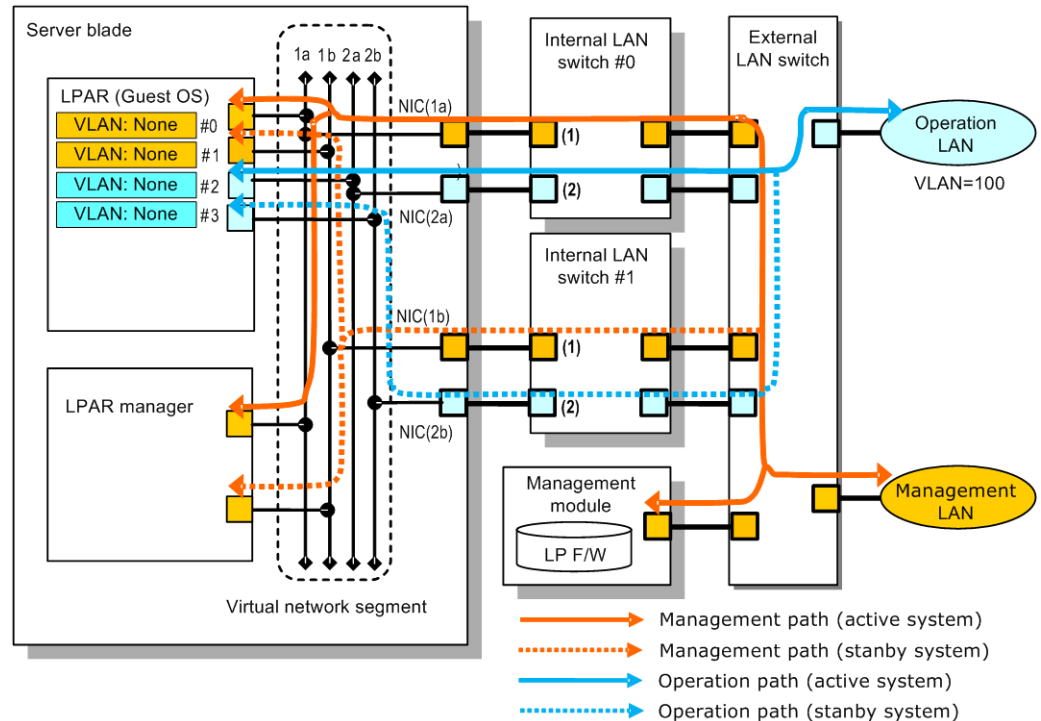 Server blade
1a 1b 2a 2b
LPAR (Guest OS)
VLAN: None #0
VLAN: None #1
VLAN: None #2
VLAN: None #3
LPAR manager
Virtual network segment
NIC(1a)
NIC(2a)
NIC(1b)
NIC(2b)
Internal LAN
switch #0
(1)
(2)
Internal LAN
switch #1
(1)
(2)
Management
module
LP F/W
External
LAN switch
Operation
LAN
VLAN=100
Management
LAN
Management path (active system)
Management path (stanby system)
Operation path (active system)
Operation path (stanby system)